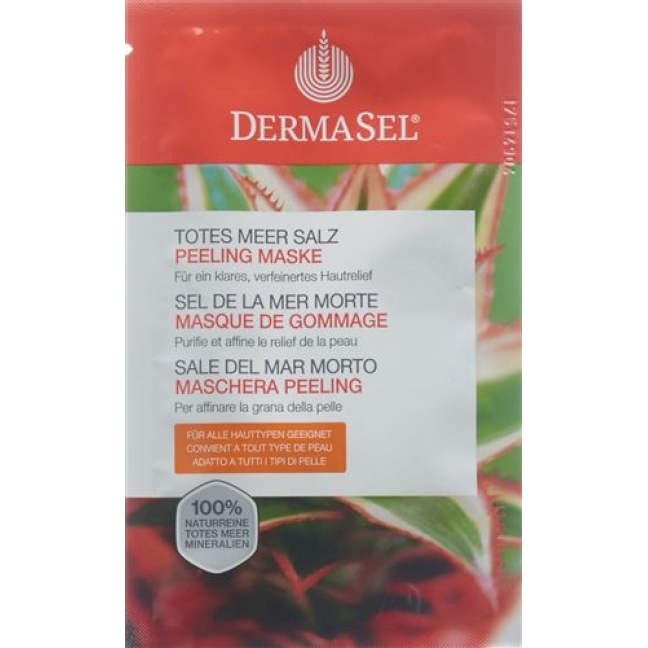 DERMASEL®
TOTES MEER SALZ
PEELING MASKE
Für ein klares, verfeinertes Hautrelief
SEL DE LA MER MORTE
MASQUE DE GOMMAGE
Purifie et affine le relief de la peau
SALE DEL MAR MORTO
MASCHERA PEELING
Per affinare la grana della pelle
FÜR ALLE HAUTTYPEN GEEIGNET
CONVIENT A TOUT TYPE DE PEAU
ADATTO A TUTTI I TIPI DI PELLE
100%
NATURREINE
TOTES MEER
MINERALIEN